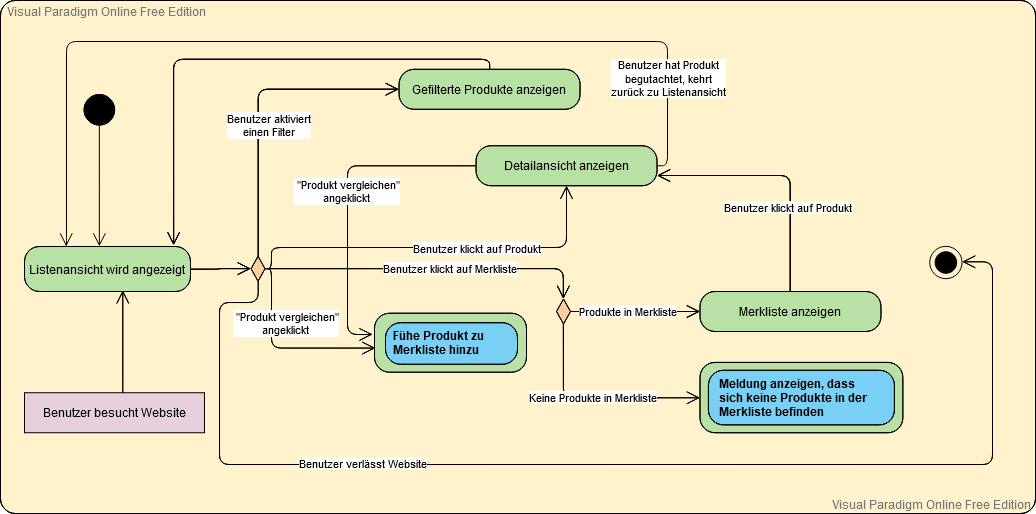 Visual Paradigm Online Free Edition
Benutzer hat Produkt
begutachtet, kehrt
zurück zu Listenansicht
Gefilterte Produkte anzeigen
Benutzer aktiviert
einen Filter
Detailansicht anzeigen
"Produkt vergleichen"
angeklickt
Benutzer klickt auf Produkt
Benutzer klickt auf Produkt
Listenansicht wird angezeigt
Benutzer klickt auf Merkliste
"Produkt vergleichen"
angeklickt
Produkte in Merkliste
Merkliste anzeigen
Fühe Produkt zu
Merkliste hinzu
Meldung anzeigen, dass
sich keine Produkte in der
Merkliste befinden
Keine Produkte in Merkliste
Benutzer besucht Website
Benutzer verlässt Website
Visual Paradigm Online Free Edition